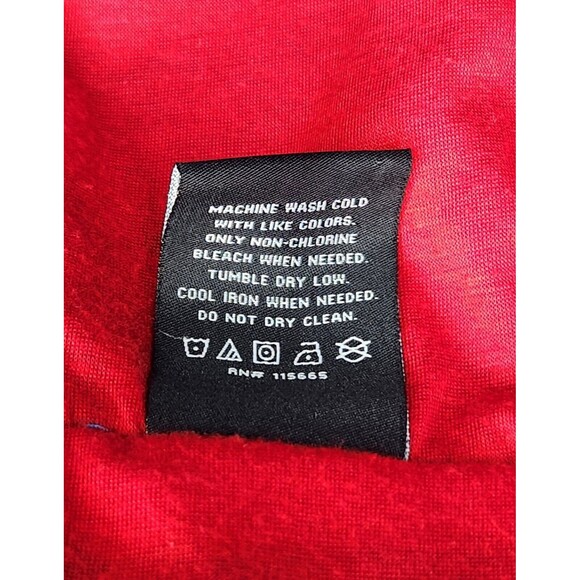 MACHINE WASH COLD
WITH LIKE COLORS.
ONLY NON-CHLORINE
BLEACH WHEN NEEDED.
TUMBLE DRY LOW.
COOL IRON WHEN NEEDED.
DO NOT DRY CLEAN.
RN# 115665